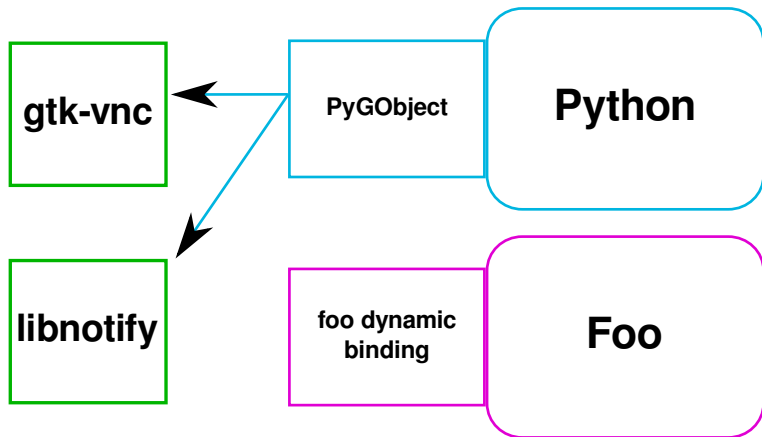 gtk-vnc
PyGObject
Python
libnotify
foo dynamic
binding
Foo